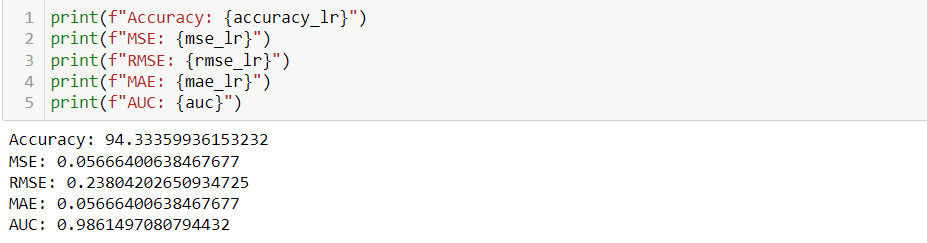 1 print(f"Accuracy: {accuracy_lr}")
2 print(f"MSE: {mse_lr}")
3 print(f"RMSE: {rmse_lr}")
4 print(f"MAE: {mae_lr}")
5 print(f"AUC: {auc}")
Accuracy: 94.33359936153232
MSE: 0.05666400638467677
RMSE: 0.23804202650934725
MAE: 0.05666400638467677
AUC: 0.9861497080794432